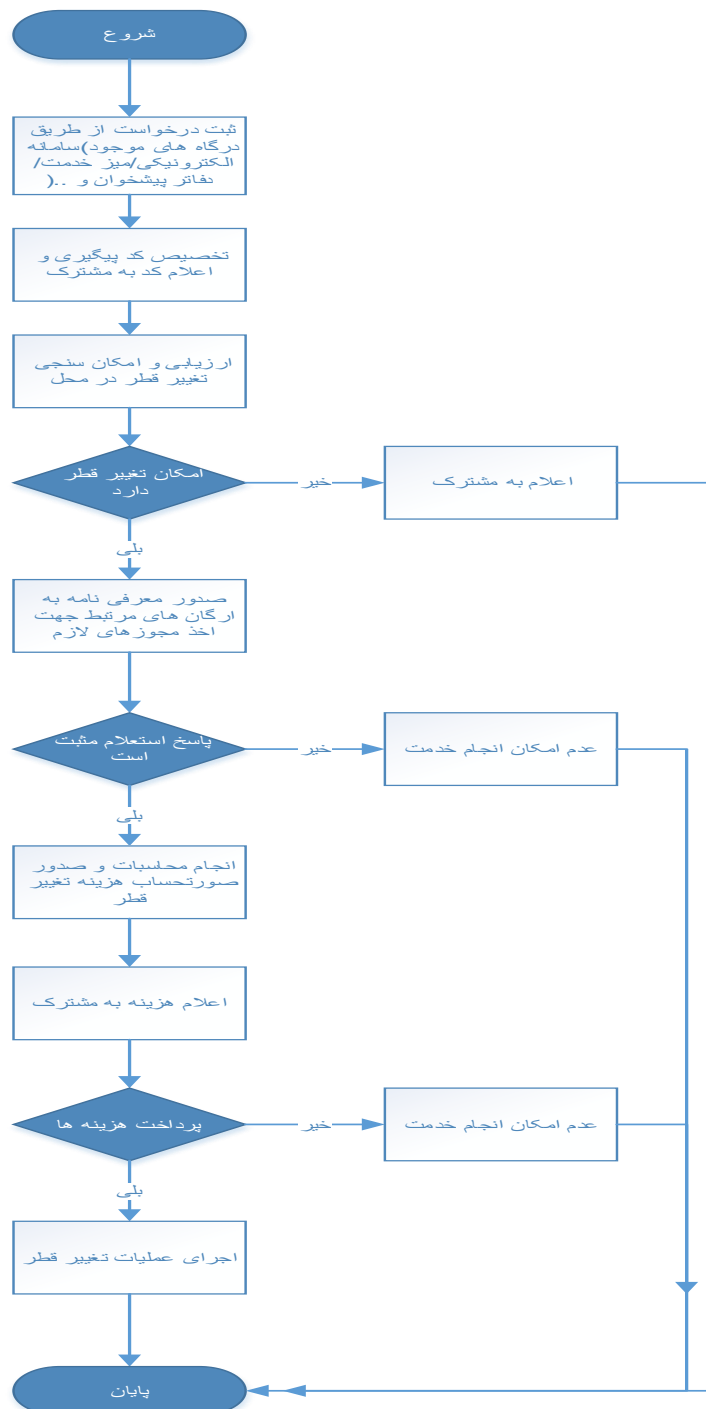 شروع
ثبت درخواست از طریق
درگاه های موجود)سامانه
الکترونیکی/میز خدمت/
دفاتر پیشخوان و ..(
تخصیص کد پیگیری و
اعلام کد به مشترک
ارزیابی و امکان سنجی
تغییر قطر در محل
امکان تغییر قطر
دارد
خیر
اعلام به مشترک
بلی
صدور معرفی نامه به
ارگان های مرتبط جهت
اخذ مجوزهای لازم
پاسخ استعلام مثبت
است
خیر
عدم امکان انجام خدمت
بلی
انجام محاسبات و صدور
صورتحساب هزینه تغییر
قطر
اعلام هزینه به مشترک
پرداخت هزینه ها
خیر
عدم امکان انجام خدمت
بلی
اجرای عملیات تغییر قطر
پایان